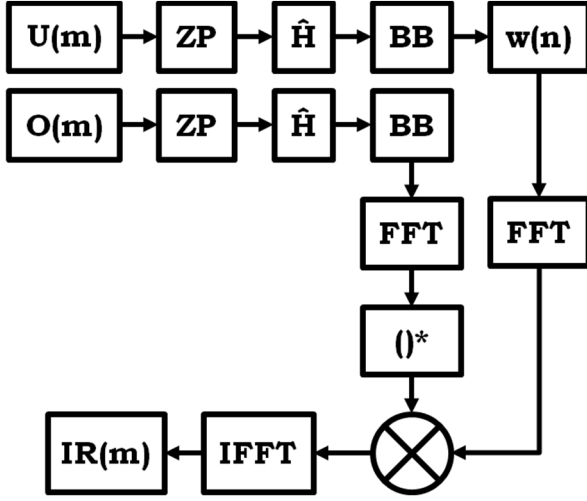 U(m) ZP Ĥ BB w(n)
O(m) ZP Ĥ BB
FFT FFT
()*
IR(m) IFFT